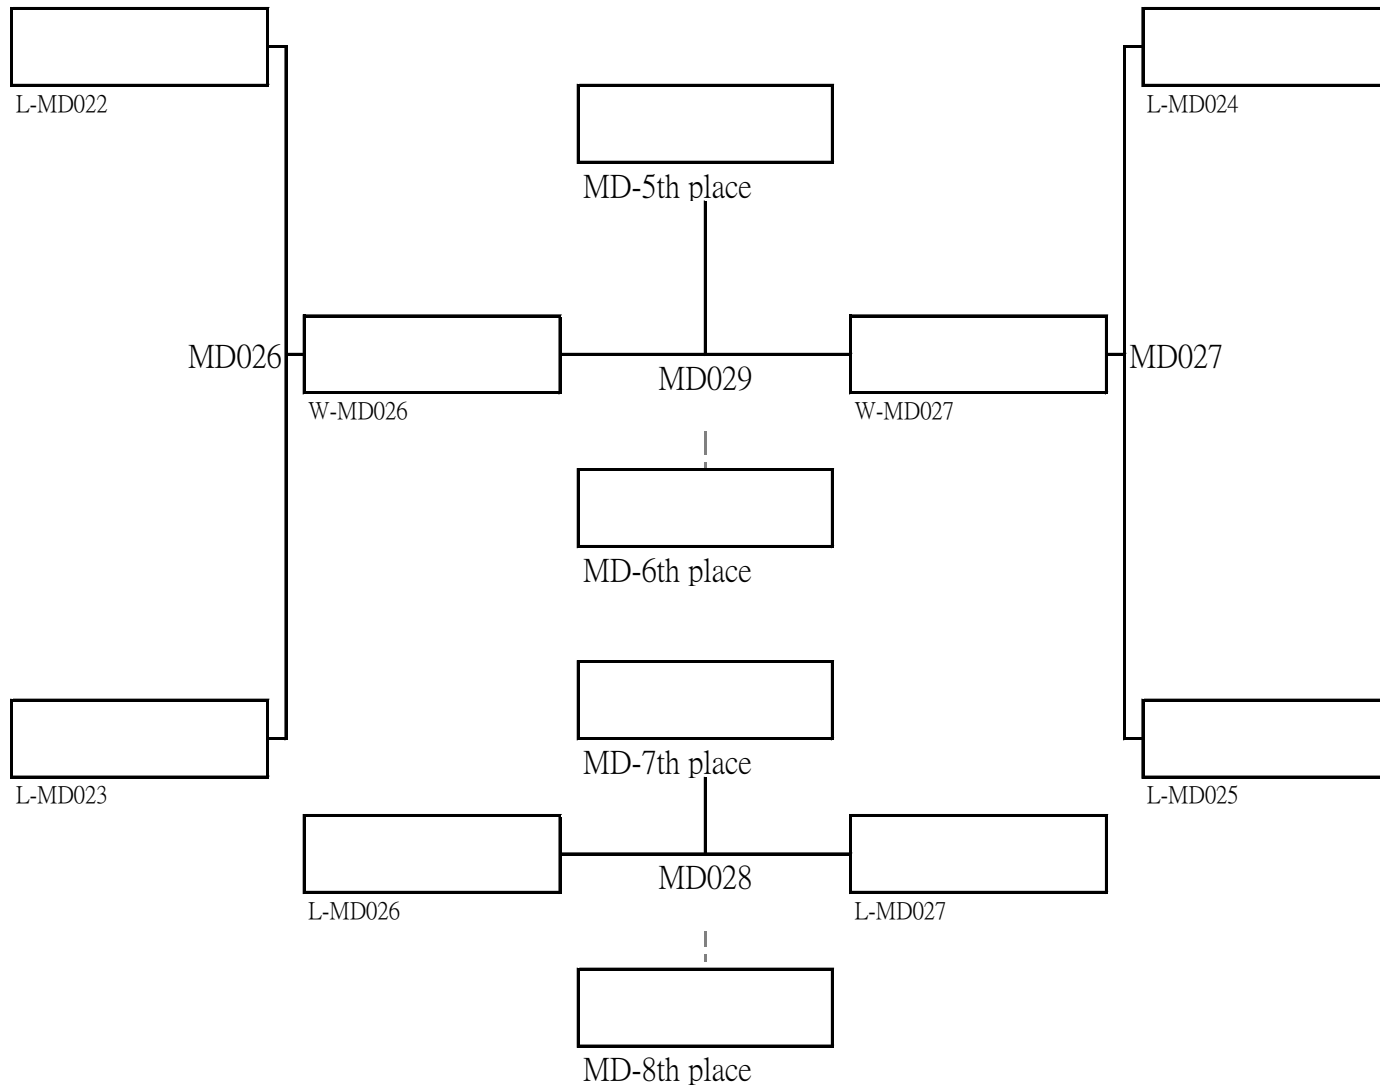 L-MD022
L-MD024
MD-5th place
MD026
MD029
MD027
W-MD026
W-MD027
MD-6th place
MD-7th place
L-MD023
L-MD025
MD028
L-MD026
L-MD027
MD-8th place